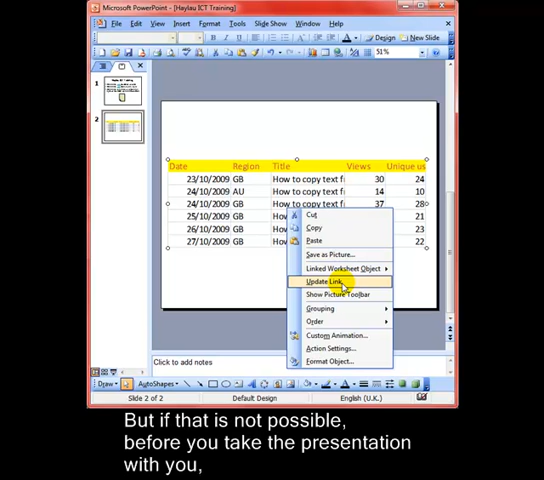 Microsoft PowerPoint - [Haylau ICT Training]
File Edit View Insert Format Tools Slide Show Window Help
B I U S A Design New Slide
51%
1
2
Date Region Title Views Unique us
23/10/2009 GB How to copy text f 30 24
24/10/2009 AU How to copy text f 14 10
24/10/2009 GB How to copy text f 37 28
25/10/2009 GB 21
26/10/2009 GB 23
27/10/2009 GB 22
Cut
Copy
Paste
Save as Picture...
Linked Worksheet Object
Update Link
Show Picture Toolbar
Grouping
Order
Custom Animation...
Action Settings...
Format Object...
Click to add notes
Draw AutoShapes A
Slide 2 of 2 Default Design English (U.K.)
But if that is not possible,
before you take the presentation
with you,